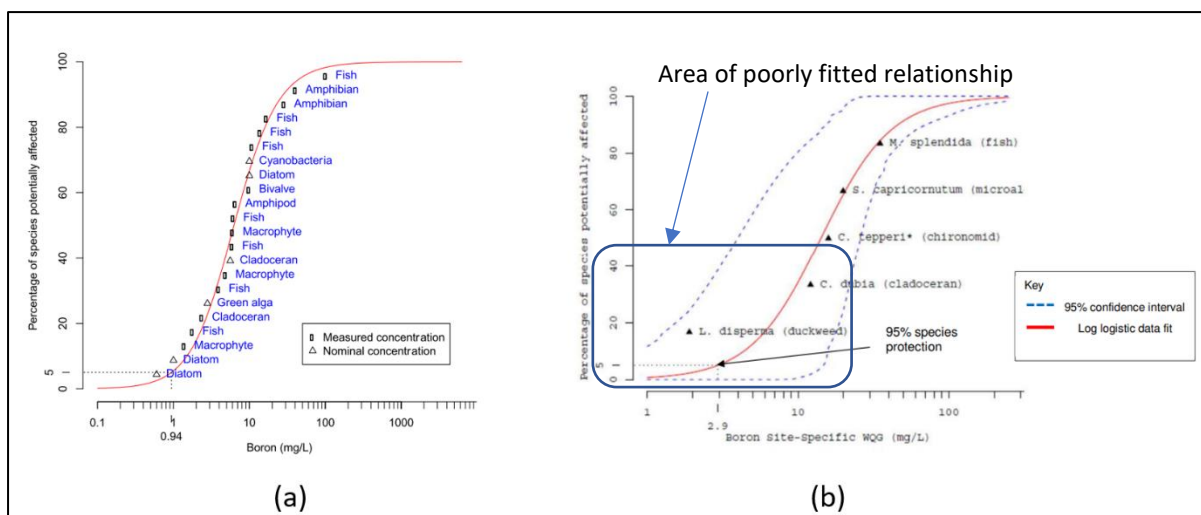 Percentage of species potentially affected
100
80
60
40
20
5
0
Fish
Amphibian
Amphibian
Fish
Fish
Fish
Cyanobacteria
Diatom
Bivalve
Amphipod
Fish
Macrophyte
Fish
Cladoceran
Macrophyte
Fish
Green alga
Cladoceran
Fish
Macrophyte
Diatom
Diatom
Measured concentration
Nominal concentration
0.1 1 10 100 1000
0.94
Boron (mg/L)
(a)
Area of poorly fitted relationship
Percentage of species potentially affected
100
80
60
40
20
5
0
M. splendida (fish)
S. capricornutum (microal
C. tepperi* (chironomid)
C. dubia (cladoceran)
L. disperma (duckweed)
95% species
protection
1 10 100
2.9
Boron Site-Specific WQG (mg/L)
(b)
Key
95% confidence interval
Log logistic data fit